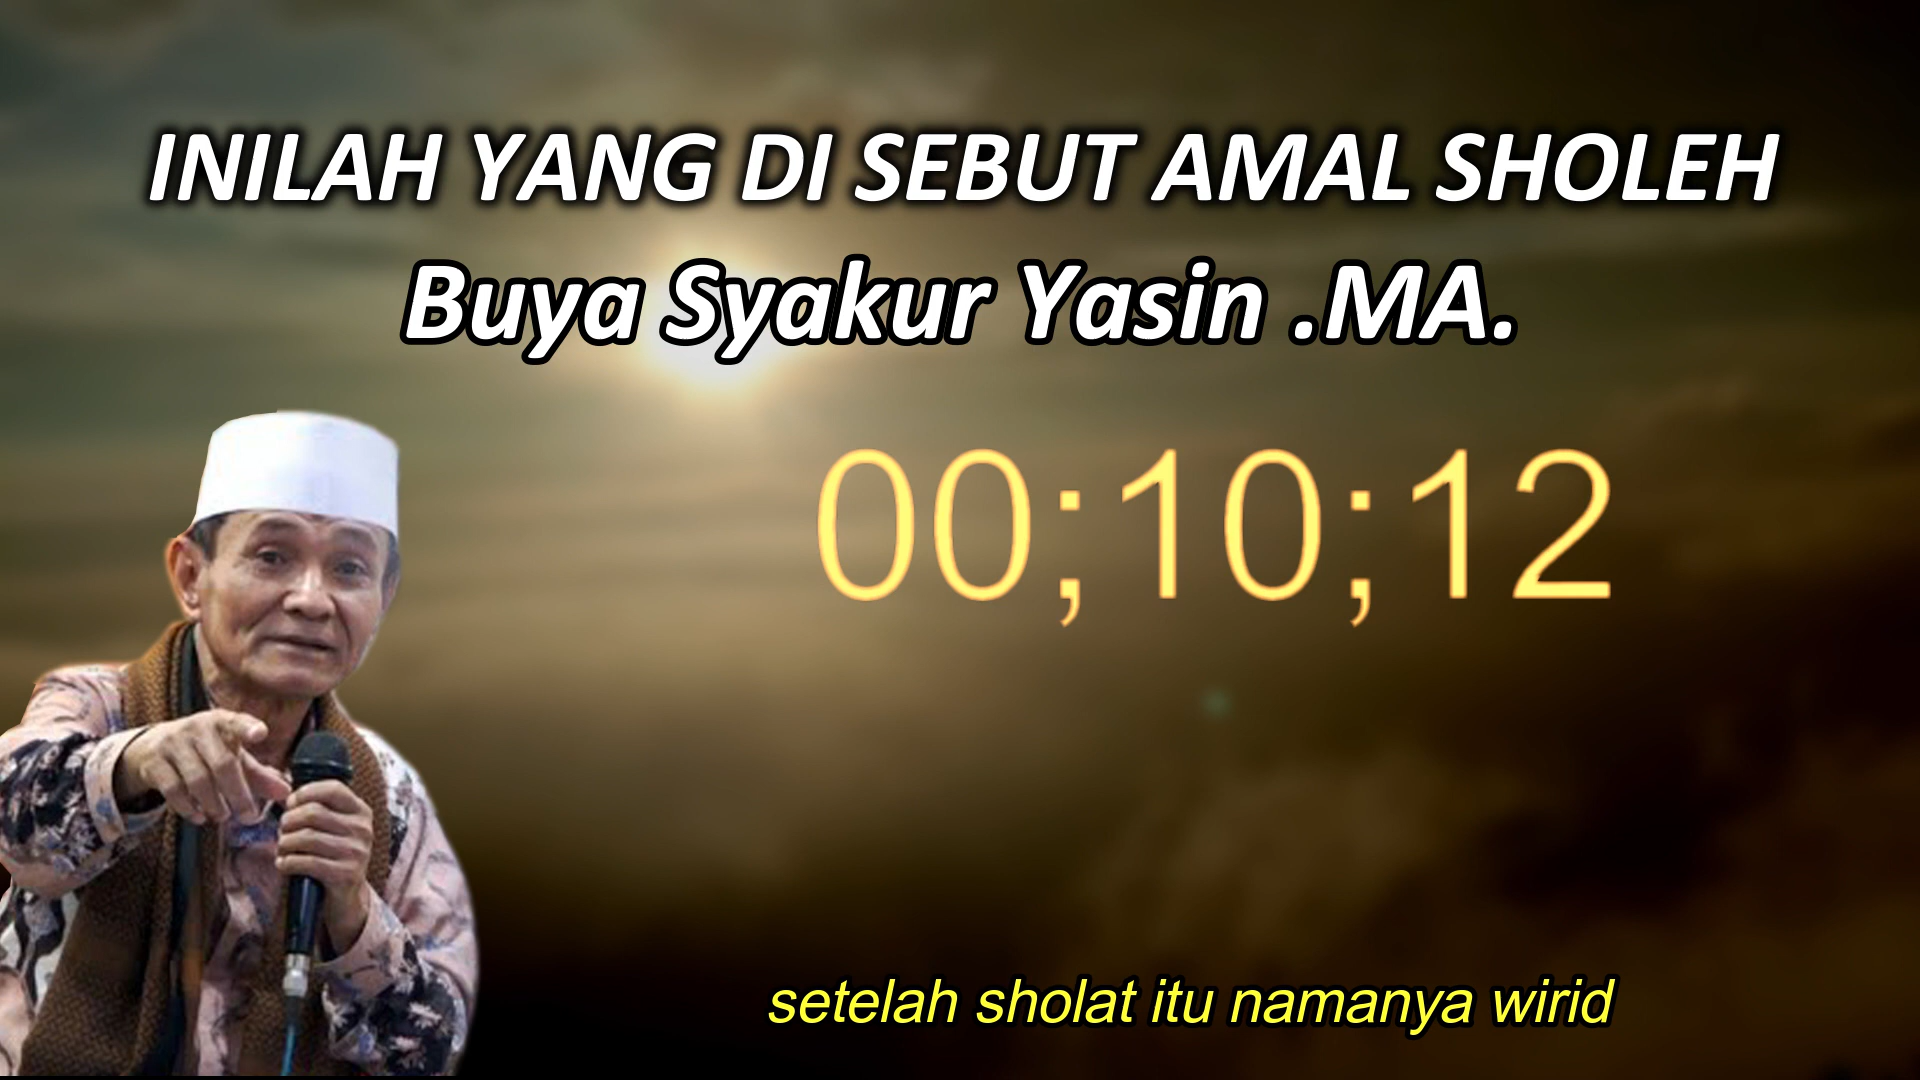 INILAH YANG DI SEBUT AMAL SHOLEH
Buya Syakur Yasin .MA.
00;10;12
setelah sholat itu namanya wirid